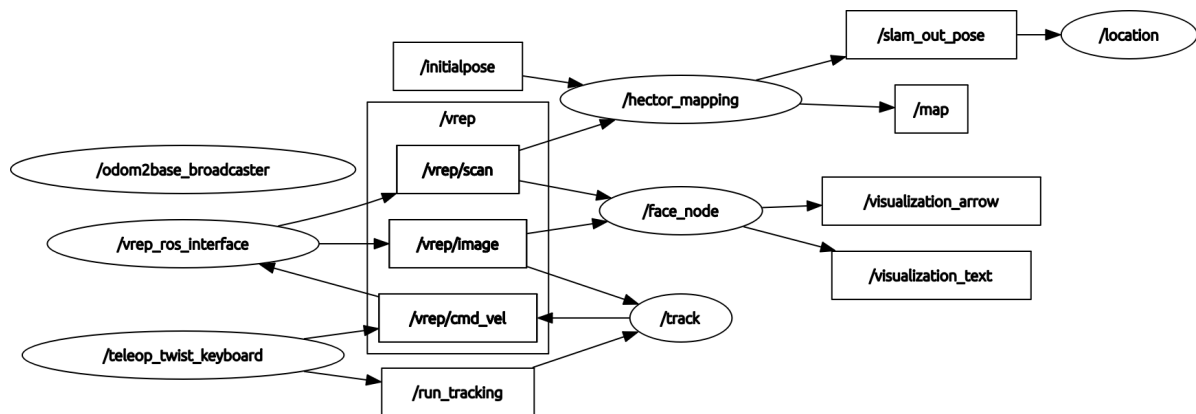 /slam_out_pose
/location
/initialpose
/hector_mapping
/map
/vrep
/odom2base_broadcaster
/vrep/scan
/visualization_arrow
/face_node
/vrep_ros_interface
/vrep/image
/visualization_text
/vrep/cmd_vel
/track
/teleop_twist_keyboard
/run_tracking